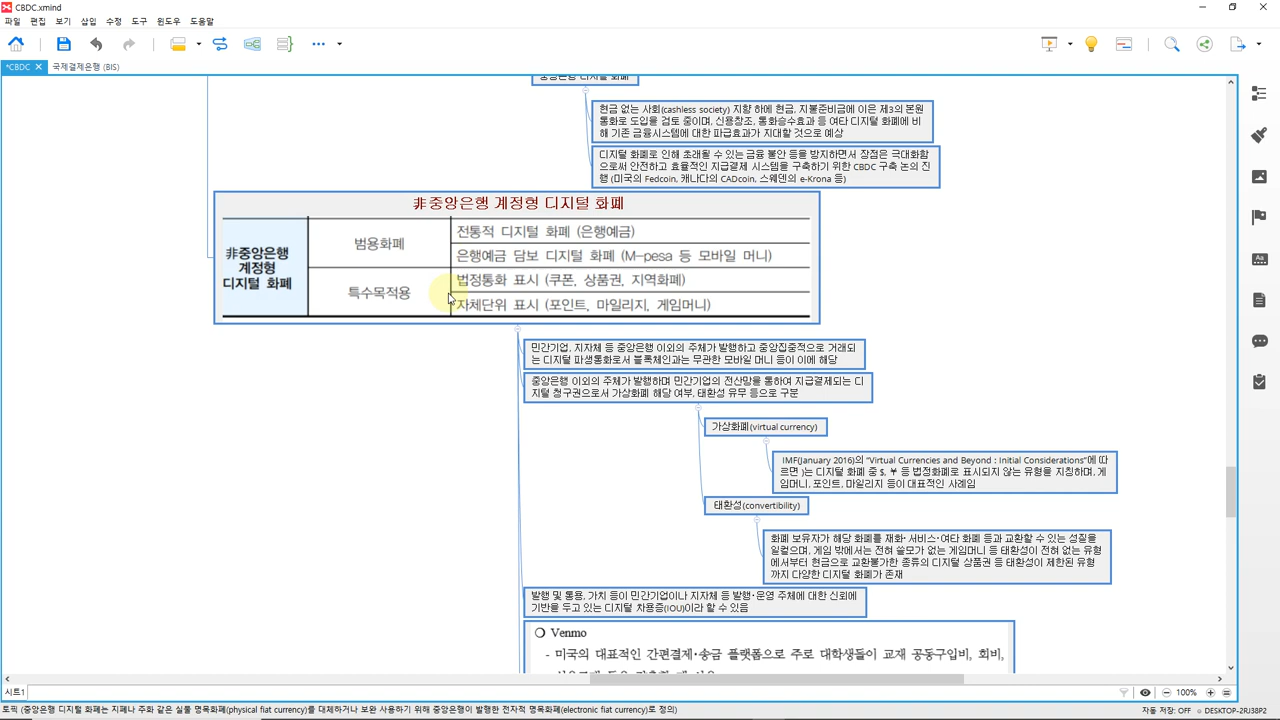 CBDC.xmind
파일 편집 보기 삽입 수정 도구 윈도우 도움말
*CBDC 국제결제은행 (BIS)
중앙은행 디지털 화폐
현금 없는 사회(cashless society) 지향 하에 현금, 지불준비금에 이은 제3의 본원
통화로 도입을 검토 중이며, 신용창조, 통화승수효과 등 여타 디지털 화폐에 비
해 기존 금융시스템에 대한 파급효과가 지대할 것으로 예상
디지털 화폐로 인해 초래될 수 있는 금융 불안 등을 방지하면서 장점은 극대화함
으로써 안전하고 효율적인 지급결제 시스템을 구축하기 위한 CBDC 구축 논의 진
행 (미국의 Fedcoin, 캐나다의 CADcoin, 스웨덴의 e-Krona 등)
非중앙은행 계정형 디지털 화폐
非중앙은행
계정형
디지털 화폐
범용화폐
전통적 디지털 화폐 (은행예금)
은행예금 담보 디지털 화폐 (M-pesa 등 모바일 머니)
특수목적용
법정통화 표시 (쿠폰, 상품권, 지역화폐)
자체단위 표시 (포인트, 마일리지, 게임머니)
민간기업, 지자체 등 중앙은행 이외의 주체가 발행하고 중앙집중적으로 거래되
는 디지털 파생통화로서 블록체인과는 무관한 모바일 머니 등이 이에 해당
중앙은행 이외의 주체가 발행하며 민간기업의 전산망을 통하여 지급결제되는 디
지털 청구권으로서 가상화폐 해당 여부, 태환성 유무 등으로 구분
가상화폐(virtual currency)
IMF(January 2016)의 "Virtual Currencies and Beyond : Initial Considerations"에 따
르면 )는 디지털 화폐 중 $, ￥ 등 법정화폐로 표시되지 않는 유형을 지칭하며, 게
임머니, 포인트, 마일리지 등이 대표적인 사례임
태환성(convertibility)
화폐 보유자가 해당 화폐를 재화·서비스·여타 화폐 등과 교환할 수 있는 성질을
일컬으며, 게임 밖에서는 전혀 쓸모가 없는 게임머니 등 태환성이 전혀 없는 유형
에서부터 현금으로 교환불가한 종류의 디지털 상품권 등 태환성이 제한된 유형
까지 다양한 디지털 화폐가 존재
발행 및 통용, 가치 등이 민간기업이나 지자체 등 발행·운영 주체에 대한 신뢰에
기반을 두고 있는 디지털 차용증(IOU)이라 할 수 있음
❍ Venmo
- 미국의 대표적인 간편결제·송금 플랫폼으로 주로 대학생들이 교재 공동구입비, 회비,
시트1
100%
토픽 (중앙은행 디지털 화폐는 지폐나 주화 같은 실물 명목화폐(physical fiat currency)를 대체하거나 보완 사용하기 위해 중앙은행이 발행한 전자적 명목화폐(electronic fiat currency)로 정의) 자동 저장: OFF DESKTOP-2RJ38P2